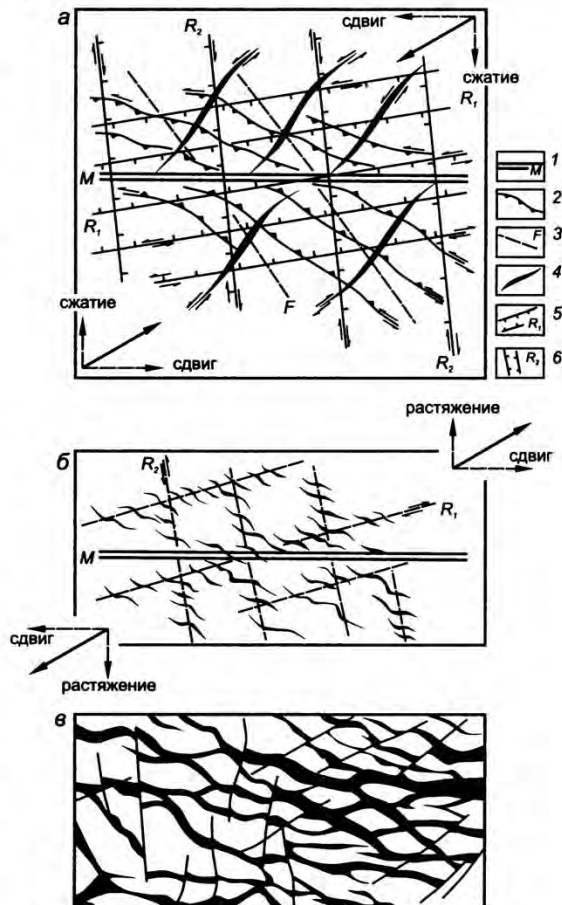 а
сдвиг
сжатие
R₂
R₁
М
R₁
F
R₂
сжатие
сдвиг
М 1
2
F 3
4
R₁ 5
R₂ 6
растяжение
сдвиг
б
R₂
R₁
М
сдвиг
растяжение
в